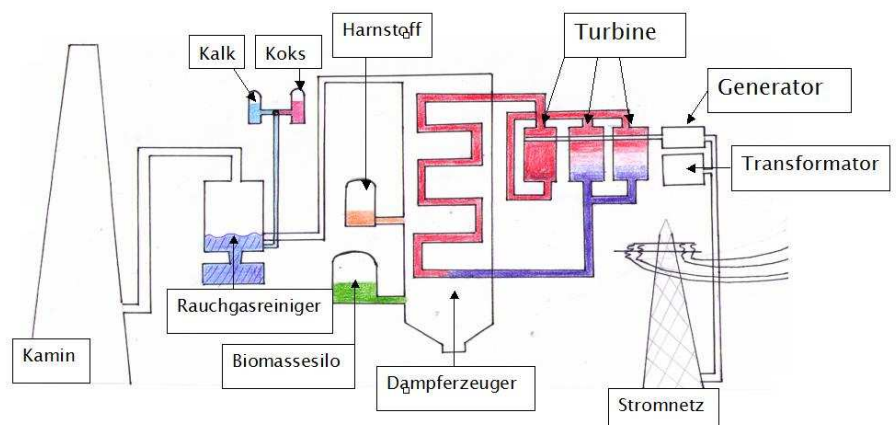 Harnstoff
Turbine
Kalk
Koks
Generator
Transformator
Rauchgasreiniger
Kamin
Biomassesilo
Dampferzeuger
Stromnetz